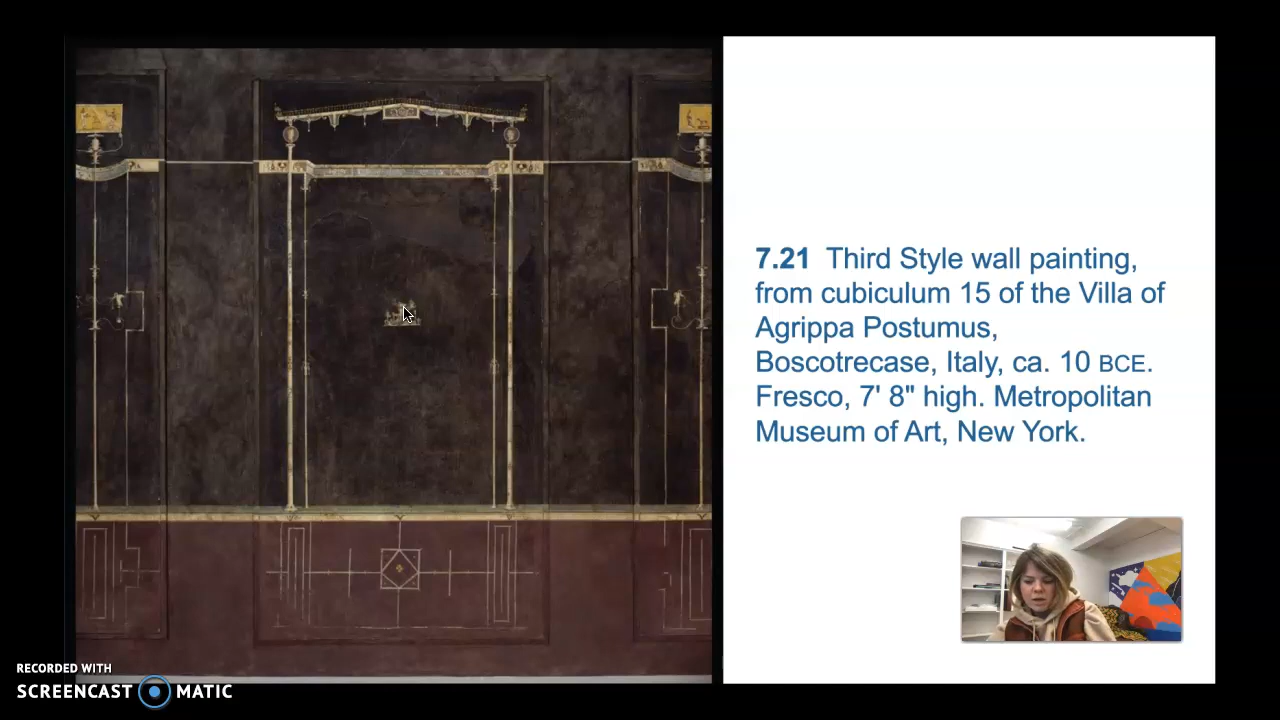 7.21 Third Style wall painting,
from cubiculum 15 of the Villa of
Agrippa Postumus,
Boscotrecase, Italy, ca. 10 BCE.
Fresco, 7' 8" high. Metropolitan
Museum of Art, New York.
RECORDED WITH
SCREENCAST MATIC